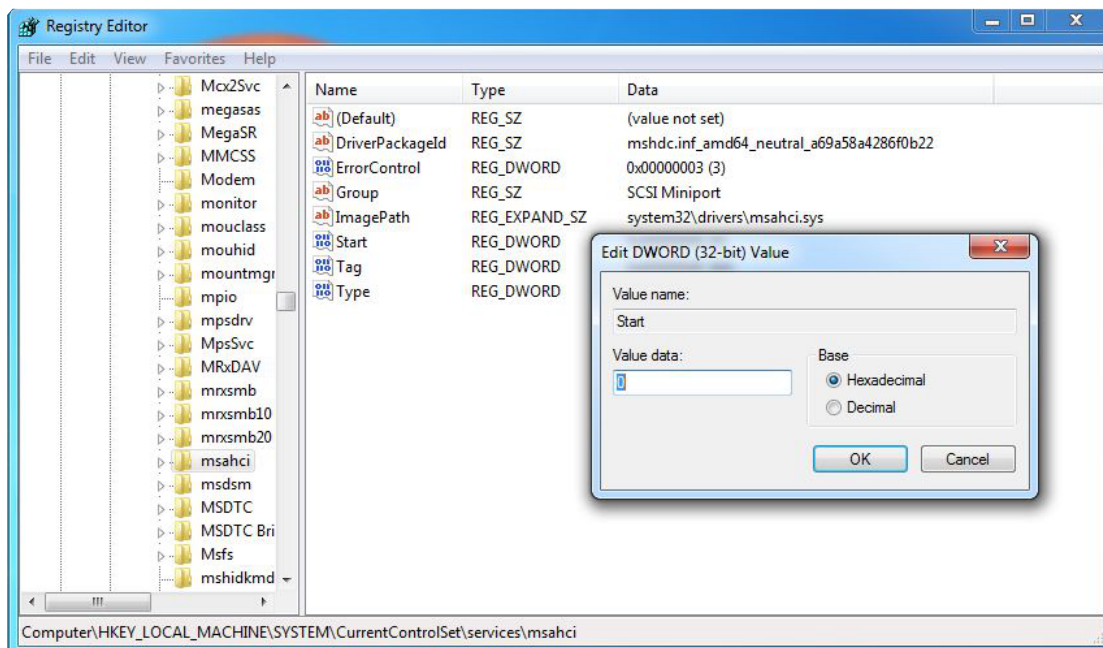 Registry Editor
File Edit View Favorites Help
Mcx2Svc
megasas
MegaSR
MMCSS
Modem
monitor
mouclass
mouhid
mountmgr
mpio
mpsdrv
MpsSvc
MRxDAV
mrxsmb
mrxsmb10
mrxsmb20
msahci
msdsm
MSDTC
MSDTC Bri
Msfs
mshidkmd
Name Type Data
(Default) REG_SZ (value not set)
DriverPackageId REG_SZ mshdc.inf_amd64_neutral_a69a58a4286f0b22
ErrorControl REG_DWORD 0x00000003 (3)
Group REG_SZ SCSI Miniport
ImagePath REG_EXPAND_SZ system32\drivers\msahci.sys
Start REG_DWORD
Tag REG_DWORD
Type REG_DWORD
Edit DWORD (32-bit) Value
Value name:
Start
Value data: Base
0 Hexadecimal
Decimal
OK Cancel
Computer\HKEY_LOCAL_MACHINE\SYSTEM\CurrentControlSet\services\msahci